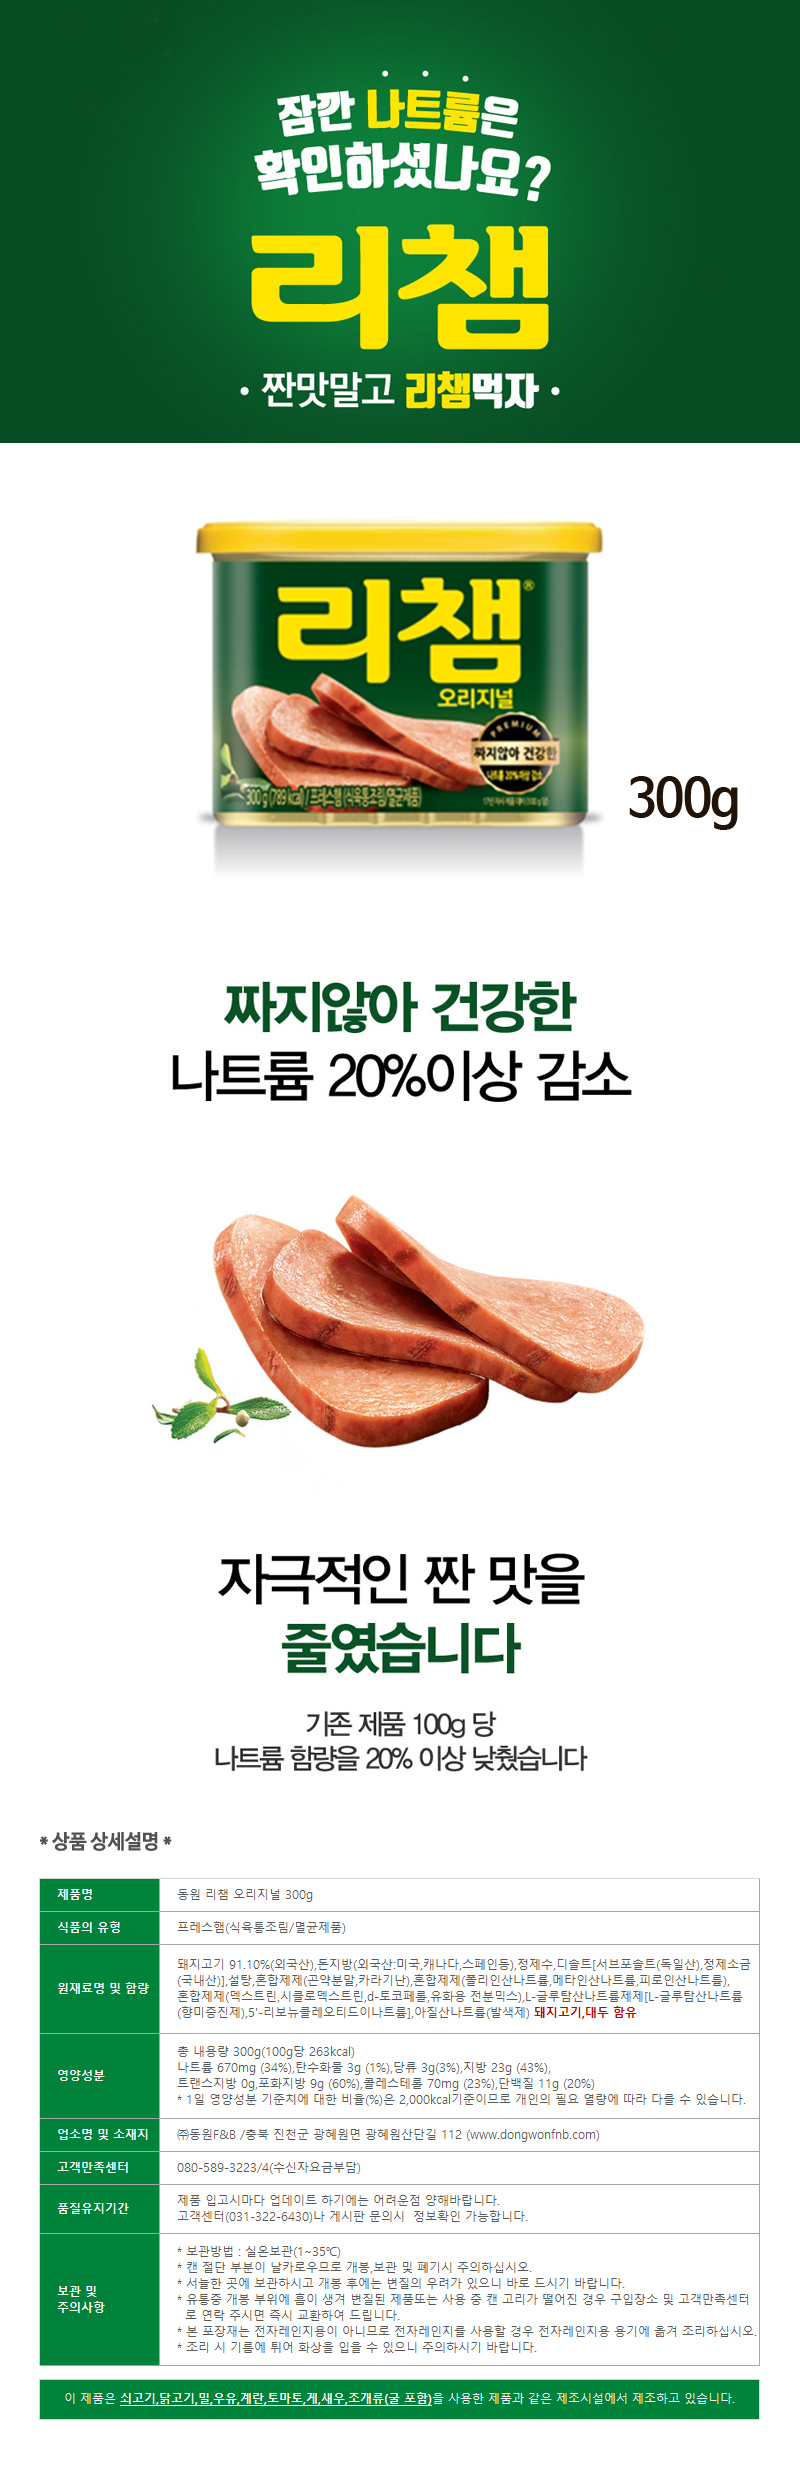 잠깐 나트륨은
확인하셨나요?
리챔
· 짠맛말고 리챔먹자 ·
리챔®
오리지널
PREMIUM
짜지않아 건강한
나트륨 20%이상 감소
300 g (789 kcal) / 프레스햄 (식육통조림/멸균제품)
300g
짜지않아 건강한
나트륨 20%이상 감소
자극적인 짠 맛을
줄였습니다
기존 제품 100g 당
나트륨 함량을 20% 이상 낮췄습니다
* 상품 상세설명 *
제품명
동원 리챔 오리지널 300g
식품의 유형
프레스햄(식육통조림/멸균제품)
원재료명 및 함량
돼지고기 91.10%(외국산),돈지방(외국산:미국,캐나다,스페인등),정제수,디솔트[서브포솔트(독일산),정제소금
(국내산)],설탕,혼합제제(곤약분말,카라기난),혼합제제(폴리인산나트륨,메타인산나트륨,피로인산나트륨),
혼합제제(덱스트린,시클로덱스트린,d-토코페롤,유화용 전분믹스),L-글루탐산나트륨제제[L-글루탐산나트륨
(향미증진제),5'-리보뉴클레오티드이나트륨],아질산나트륨(발색제) 돼지고기,대두 함유
영양성분
총 내용량 300g(100g당 263kcal)
나트륨 670mg (34%),탄수화물 3g (1%),당류 3g(3%),지방 23g (43%),
트랜스지방 0g,포화지방 9g (60%),콜레스테롤 70mg (23%),단백질 11g (20%)
* 1일 영양성분 기준치에 대한 비율(%)은 2,000kcal기준이므로 개인의 필요 열량에 따라 다를 수 있습니다.
업소명 및 소재지
㈜동원F&B /충북 진천군 광혜원면 광혜원산단길 112 (www.dongwonfnb.com)
고객만족센터
080-589-3223/4(수신자요금부담)
품질유지기간
제품 입고시마다 업데이트 하기에는 어려운점 양해바랍니다.
고객센터(031-322-6430)나 게시판 문의시 정보확인 가능합니다.
보관 및
주의사항
* 보관방법 : 실온보관(1~35℃)
* 캔 절단 부분이 날카로우므로 개봉,보관 및 폐기시 주의하십시오.
* 서늘한 곳에 보관하시고 개봉 후에는 변질의 우려가 있으니 바로 드시기 바랍니다.
* 유통중 개봉 부위에 흠이 생겨 변질된 제품또는 사용 중 캔 고리가 떨어진 경우 구입장소 및 고객만족센터
로 연락 주시면 즉시 교환하여 드립니다.
* 본 포장재는 전자레인지용이 아니므로 전자레인지를 사용할 경우 전자레인지용 용기에 옮겨 조리하십시오.
* 조리 시 기름에 튀어 화상을 입을 수 있으니 주의하시기 바랍니다.
이 제품은 쇠고기,닭고기,밀,우유,계란,토마토,게,새우,조개류(굴 포함)을 사용한 제품과 같은 제조시설에서 제조하고 있습니다.